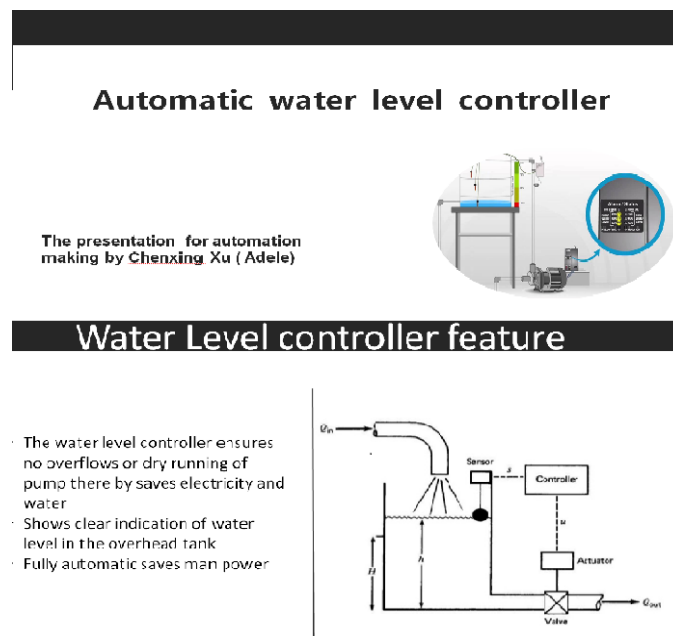 Automatic water level controller
The presentation for automation
making by Chenxing Xu ( Adele)
Water Level controller feature
· The water level controller ensures
no overflows or dry running of
pump there by saves electricity and
water
· Shows clear indication of water
level in the overhead tank
· Fully automatic saves man power
Qin
Sensor
s
Controller
u
Actuator
H
h
Qout
Valve